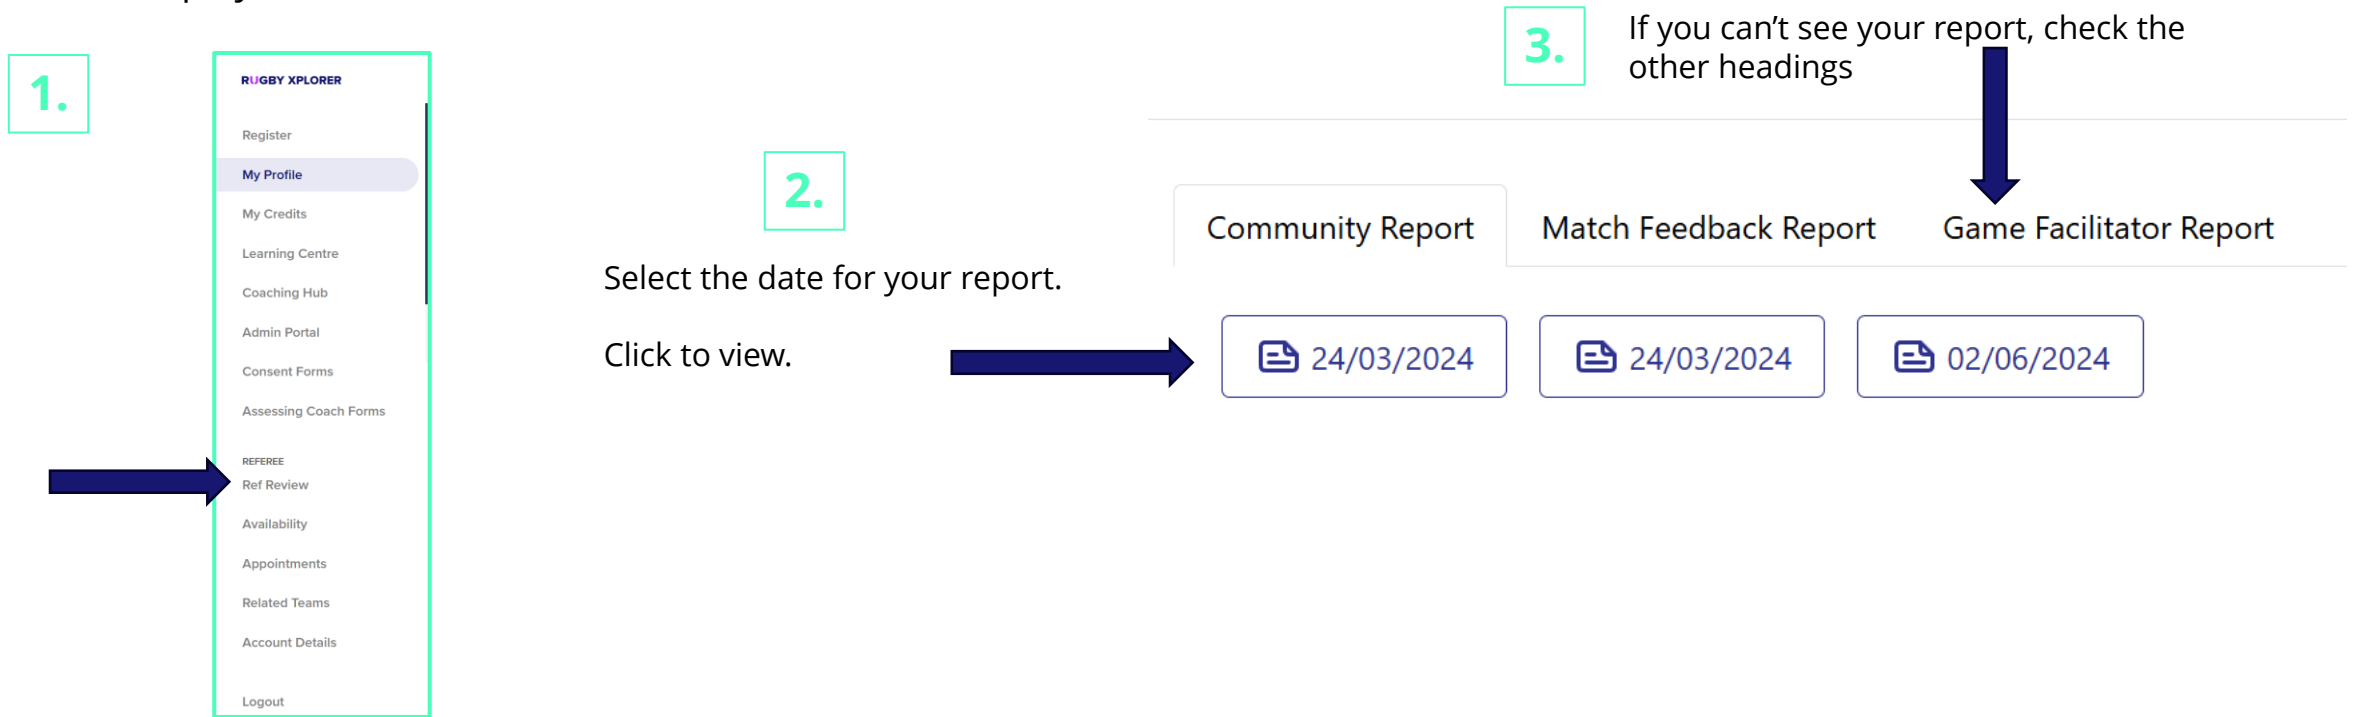 1.
RUGBY XPLORER
Register
My Profile
My Credits
Learning Centre
Coaching Hub
Admin Portal
Consent Forms
Assessing Coach Forms
REFEREE
Ref Review
Availability
Appointments
Related Teams
Account Details
Logout
2.
Select the date for your report.
Click to view.
3.
If you can’t see your report, check the
other headings
Community Report Match Feedback Report Game Facilitator Report
24/03/2024 24/03/2024 02/06/2024